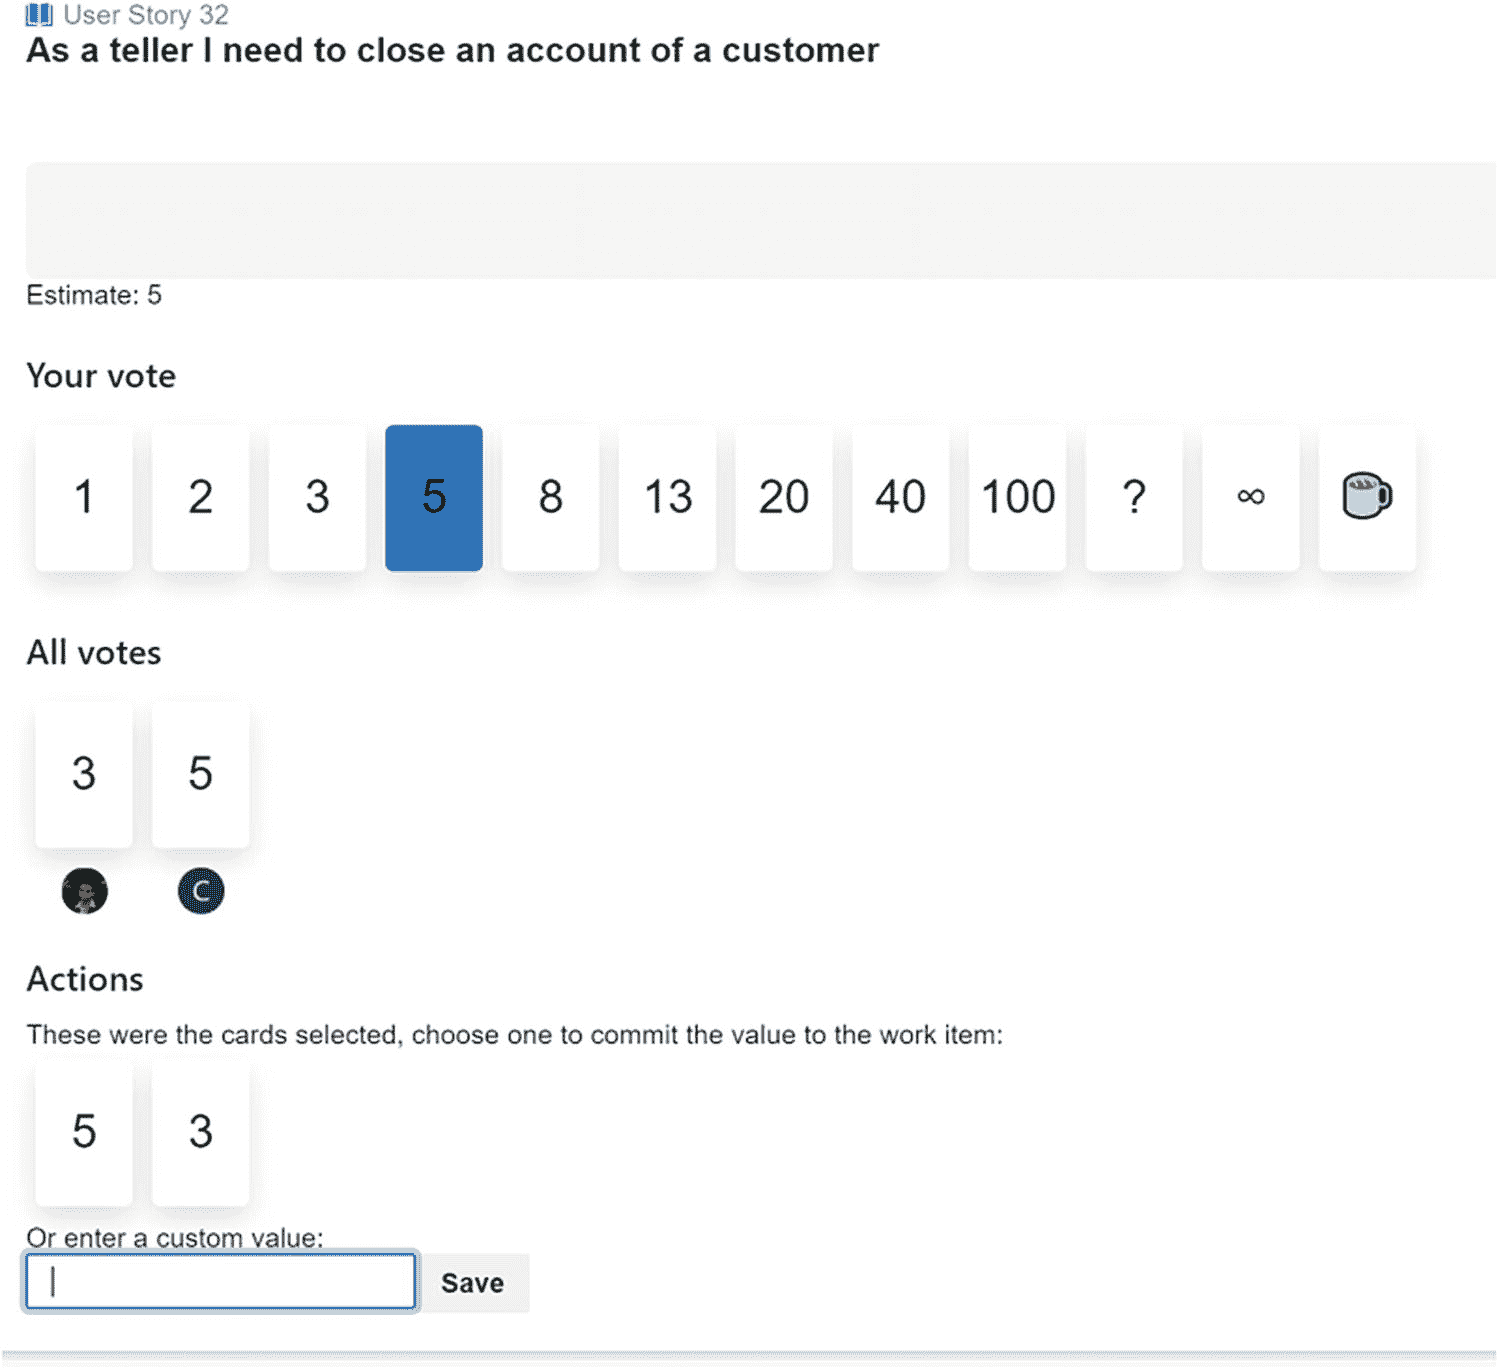 User Story 32
As a teller I need to close an account of a customer
Estimate: 5
Your vote
1 2 3 5 8 13 20 40 100 ? ∞
All votes
3 5
C
Actions
These were the cards selected, choose one to commit the value to the work item:
5 3
Or enter a custom value:
Save